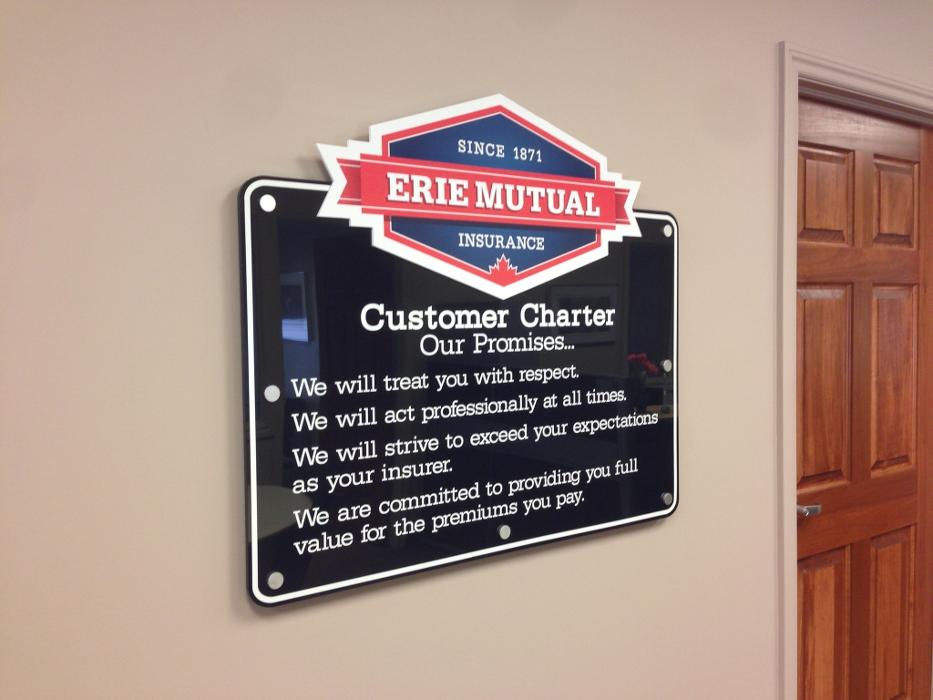 SINCE 1871
ERIE MUTUAL
INSURANCE
Customer Charter
Our Promises...
We will treat you with respect.
We will act professionally at all times.
We will strive to exceed your expectations
as your insurer.
We are committed to providing you full
value for the premiums you pay.